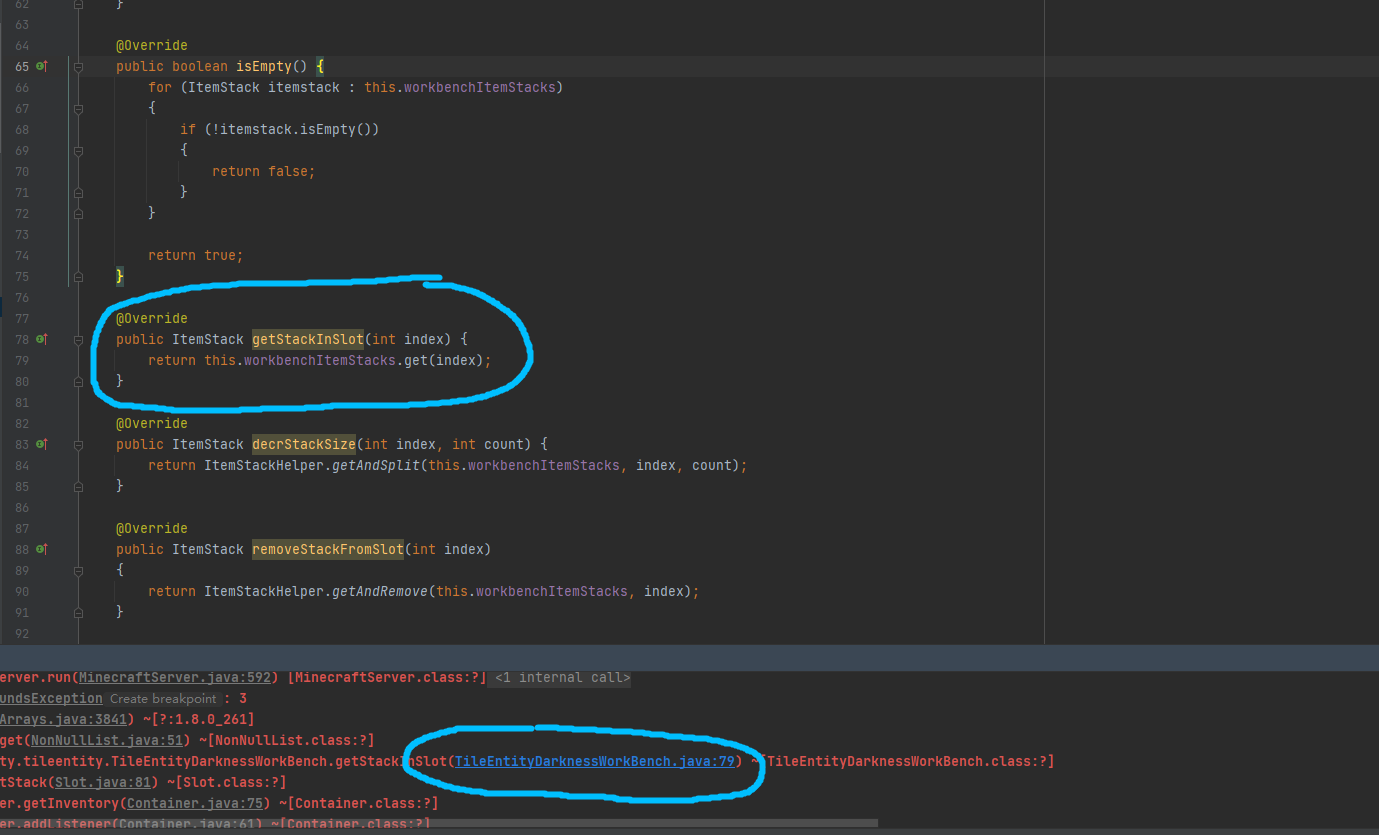 62 }
63
64 @Override
65 public boolean isEmpty() {
66 for (ItemStack itemstack : this.workbenchItemStacks)
67 {
68 if (!itemstack.isEmpty())
69 {
70 return false;
71 }
72 }
73
74 return true;
75 }
76
77 @Override
78 public ItemStack getStackInSlot(int index) {
79 return this.workbenchItemStacks.get(index);
80 }
81
82 @Override
83 public ItemStack decrStackSize(int index, int count) {
84 return ItemStackHelper.getAndSplit(this.workbenchItemStacks, index, count);
85 }
86
87 @Override
88 public ItemStack removeStackFromSlot(int index)
89 {
90 return ItemStackHelper.getAndRemove(this.workbenchItemStacks, index);
91 }
92
erver.run(MinecraftServer.java:592) [MinecraftServer.class:?] <1 internal call>
undsException Create breakpoint : 3
Arrays.java:3841) ~[?:1.8.0_261]
get(NonNullList.java:51) ~[NonNullList.class:?]
ty.tileentity.TileEntityDarknessWorkBench.getStackInSlot(TileEntityDarknessWorkBench.java:79) ~[TileEntityDarknessWorkBench.class:?]
tStack(Slot.java:81) ~[Slot.class:?]
er.getInventory(Container.java:75) ~[Container.class:?]
er.addListener(Container.java:61) ~[Container.class:?]